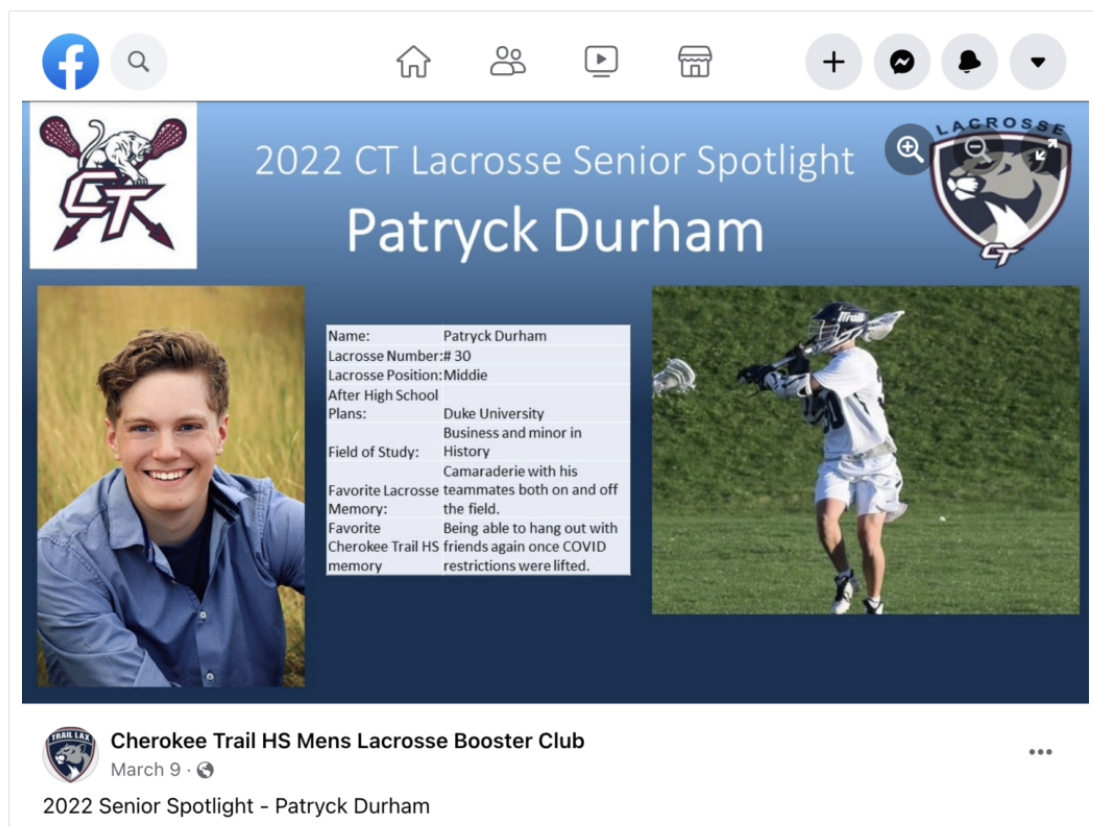 LACROSSE
CT
CT
2022 CT Lacrosse Senior Spotlight
Patryck Durham
Name: Patryck Durham
Lacrosse Number: # 30
Lacrosse Position: Middie
After High School
Plans: Duke University
Business and minor in
Field of Study: History
Camaraderie with his
Favorite Lacrosse teammates both on and off
Memory: the field.
Favorite Being able to hang out with
Cherokee Trail HS friends again once COVID
memory restrictions were lifted.
Trail
30
TRAIL LAX
Cherokee Trail HS Mens Lacrosse Booster Club
March 9 ·
2022 Senior Spotlight - Patryck Durham